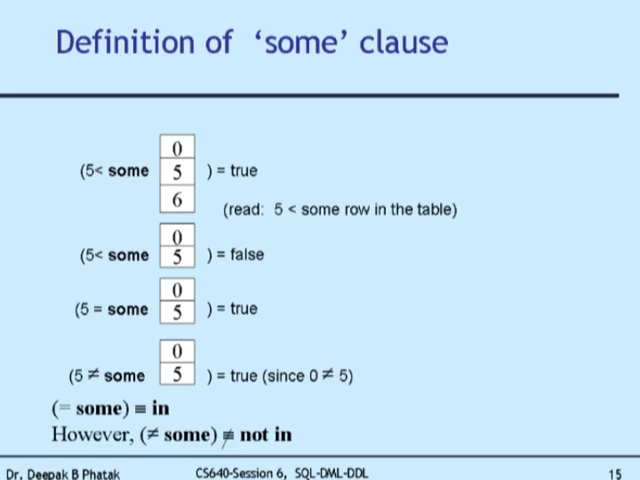 Definition of ‘some’ clause
0
(5< some 5 ) = true
6
(read: 5 < some row in the table)
0
(5< some 5 ) = false
0
(5 = some 5 ) = true
0
(5 ≠ some 5 ) = true (since 0 ≠ 5)
(= some) ≡ in
However, (≠ some) ≢ not in
Dr. Deepak B Phatak CS640-Session 6, SQL-DML-DDL 15